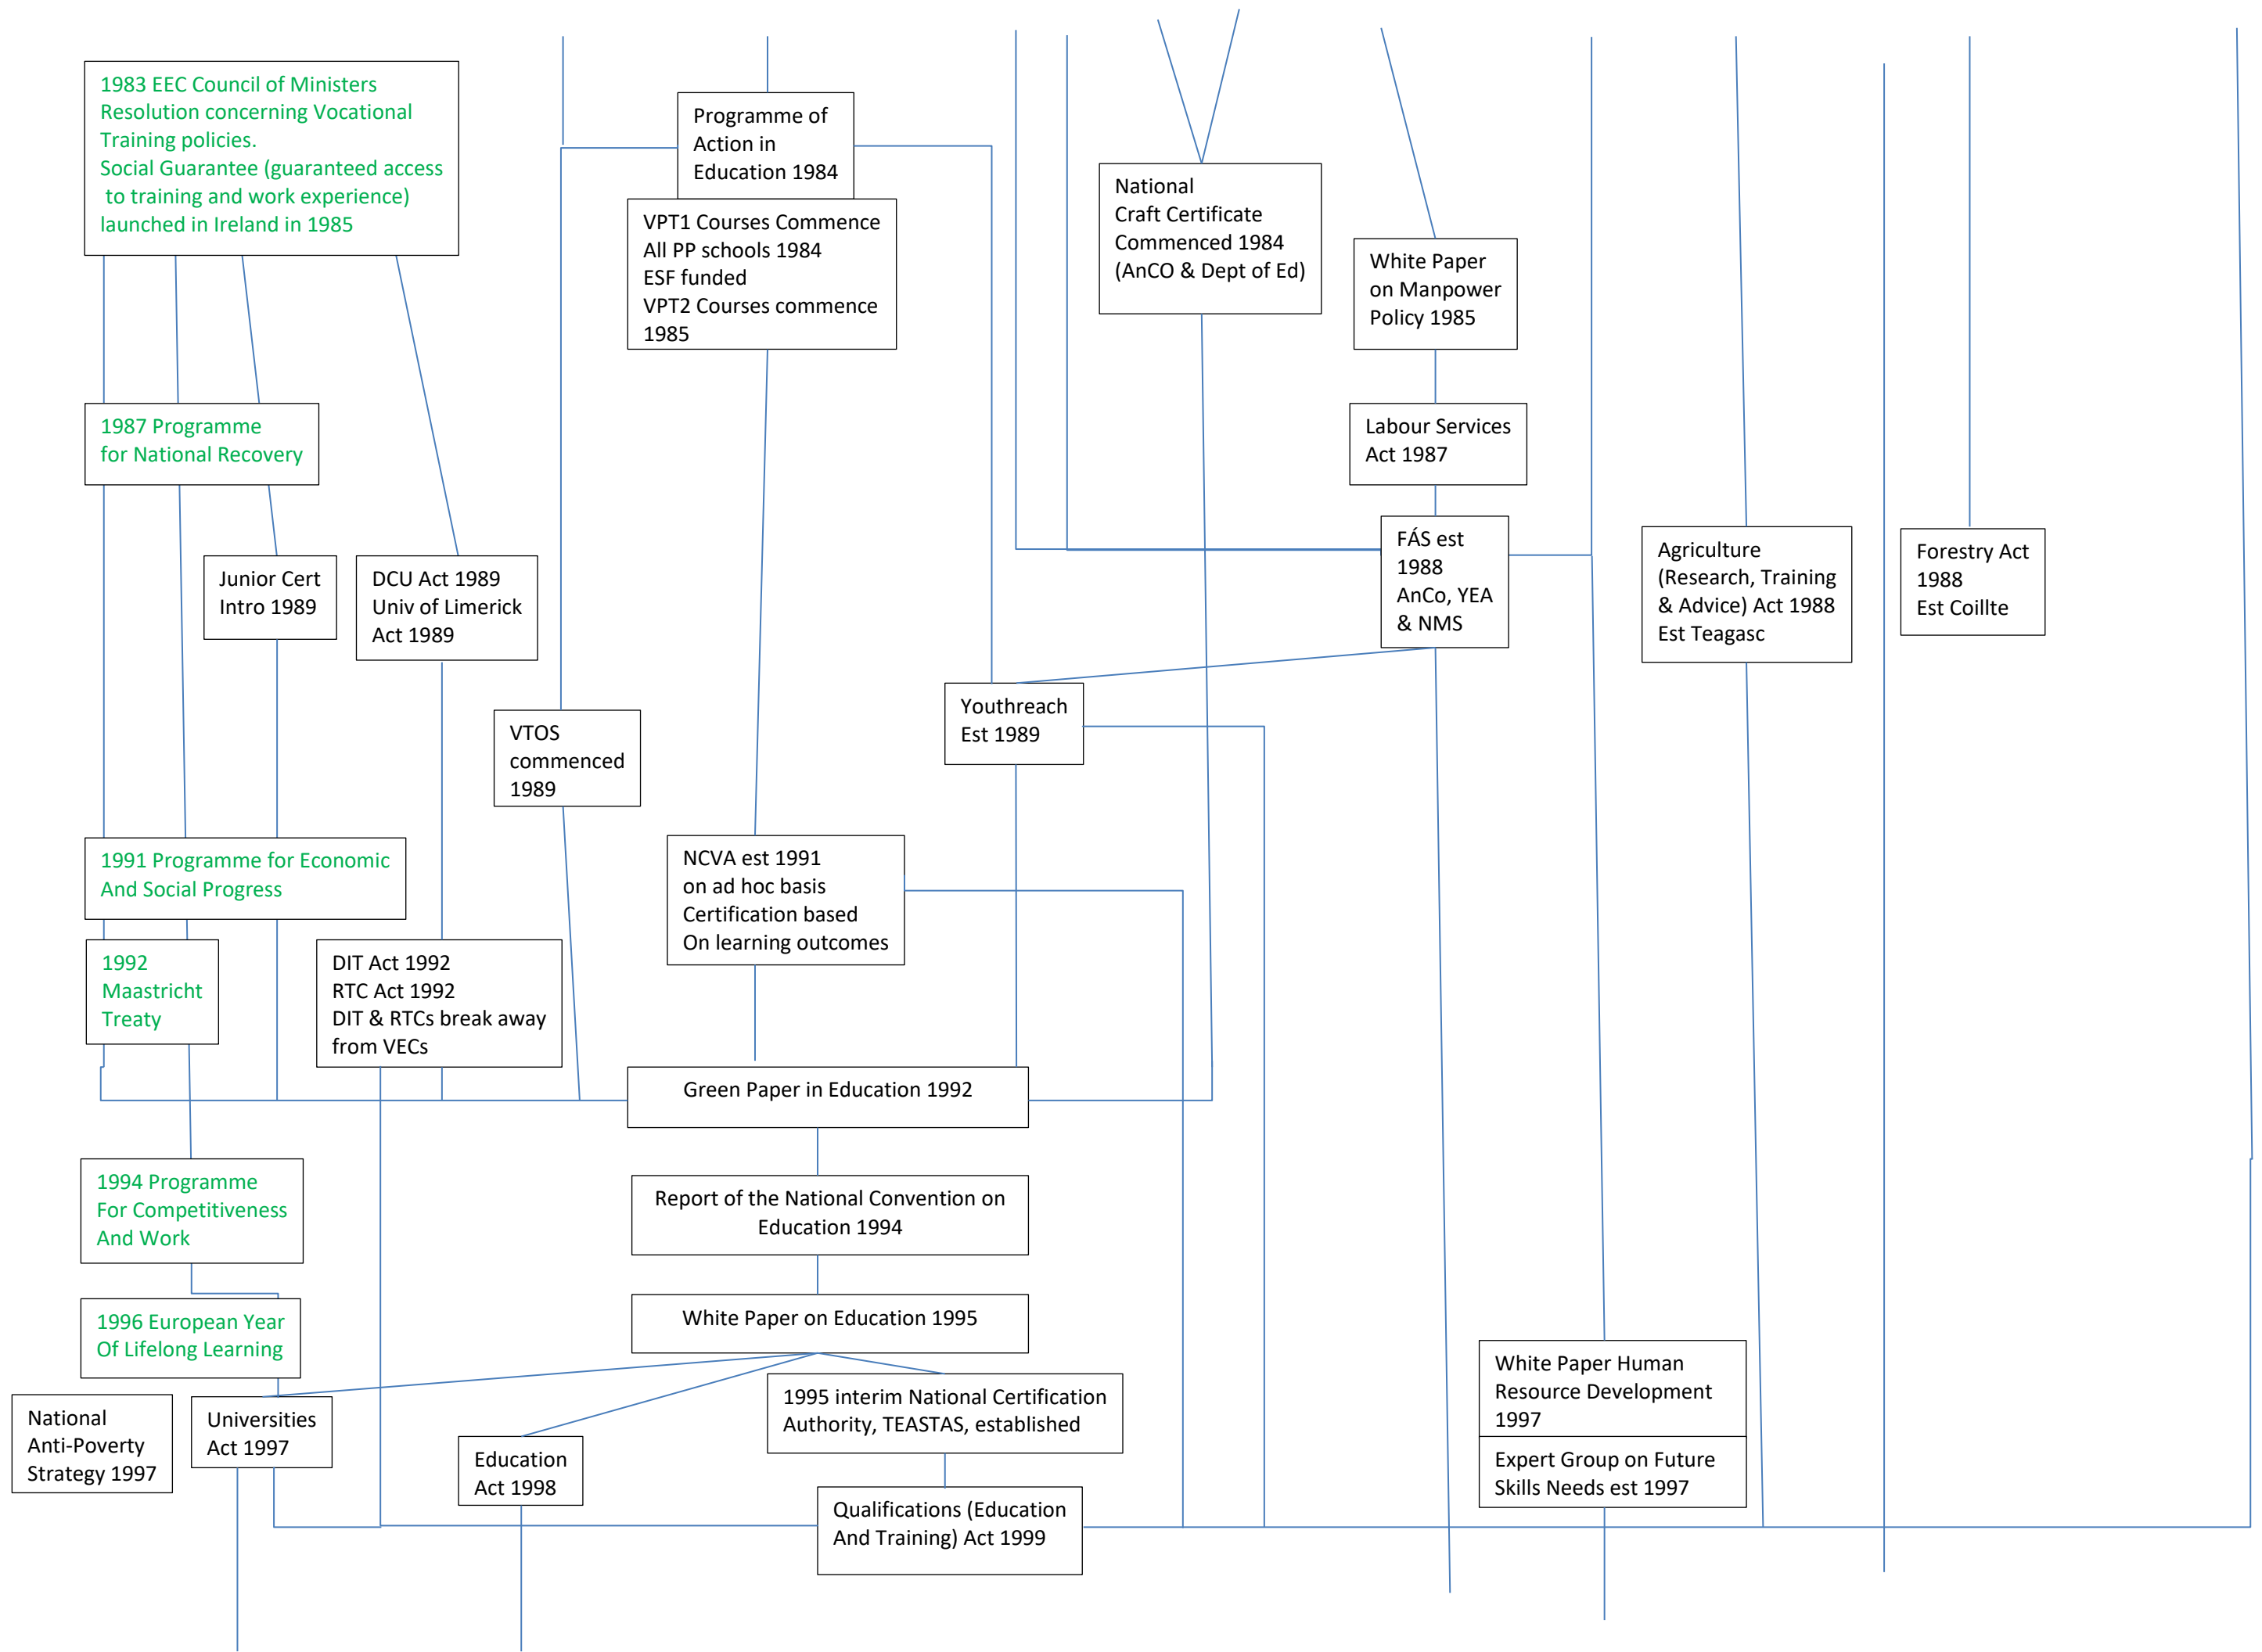 1983 EEC Council of Ministers
Resolution concerning Vocational
Training policies.
Social Guarantee (guaranteed access
to training and work experience)
launched in Ireland in 1985
Programme of
Action in
Education 1984
VPT1 Courses Commence
All PP schools 1984
ESF funded
VPT2 Courses commence
1985
National
Craft Certificate
Commenced 1984
(AnCO & Dept of Ed)
White Paper
on Manpower
Policy 1985
1987 Programme
for National Recovery
Labour Services
Act 1987
Junior Cert
Intro 1989
DCU Act 1989
Univ of Limerick
Act 1989
FÁS est
1988
AnCo, YEA
& NMS
Agriculture
(Research, Training
& Advice) Act 1988
Est Teagasc
Forestry Act
1988
Est Coillte
VTOS
commenced
1989
Youthreach
Est 1989
1991 Programme for Economic
And Social Progress
NCVA est 1991
on ad hoc basis
Certification based
On learning outcomes
1992
Maastricht
Treaty
DIT Act 1992
RTC Act 1992
DIT & RTCs break away
from VECs
Green Paper in Education 1992
1994 Programme
For Competitiveness
And Work
Report of the National Convention on
Education 1994
1996 European Year
Of Lifelong Learning
White Paper on Education 1995
National
Anti-Poverty
Strategy 1997
Universities
Act 1997
Education
Act 1998
1995 interim National Certification
Authority, TEASTAS, established
Qualifications (Education
And Training) Act 1999
White Paper Human
Resource Development
1997
Expert Group on Future
Skills Needs est 1997